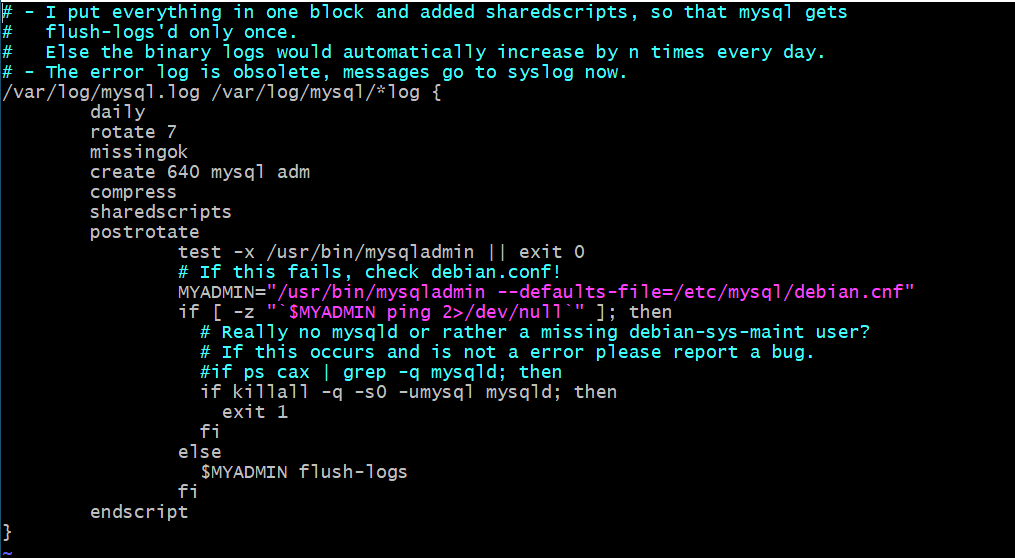 # - I put everything in one block and added sharedscripts, so that mysql gets
#   flush-logs'd only once.
#   Else the binary logs would automatically increase by n times every day.
# - The error log is obsolete, messages go to syslog now.
/var/log/mysql.log /var/log/mysql/*log {
        daily
        rotate 7
        missingok
        create 640 mysql adm
        compress
        sharedscripts
        postrotate
                test -x /usr/bin/mysqladmin || exit 0
                # If this fails, check debian.conf!
                MYADMIN="/usr/bin/mysqladmin --defaults-file=/etc/mysql/debian.cnf"
                if [ -z "`$MYADMIN ping 2>/dev/null`" ]; then
                  # Really no mysqld or rather a missing debian-sys-maint user?
                  # If this occurs and is not a error please report a bug.
                  #if ps cax | grep -q mysqld; then
                  if killall -q -s0 -umysql mysqld; then
                    exit 1
                  fi
                else
                  $MYADMIN flush-logs
                fi
        endscript
}
~